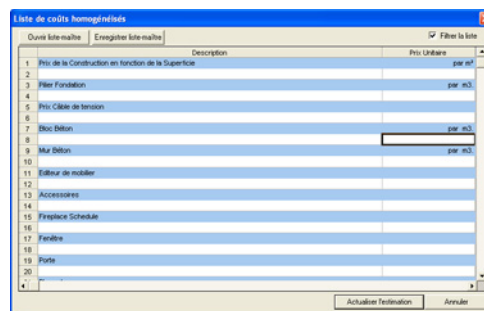 Liste de coûts homogénéisés
Ouvrir liste-maître Enregistrer liste-maître Filtrer la liste
Description Prix Unitaire
1 Prix de la Construction en fonction de la Superficie par m²
2
3 Pilier Fondation par m3.
4
5 Prix Câble de tension
6
7 Bloc Béton par m3.
8
9 Mur Béton par m3.
10
11 Editeur de mobilier
12
13 Accessoires
14
15 Fireplace Schedule
16
17 Fenêtre
18
19 Porte
20
Actualiser l'estimation Annuler